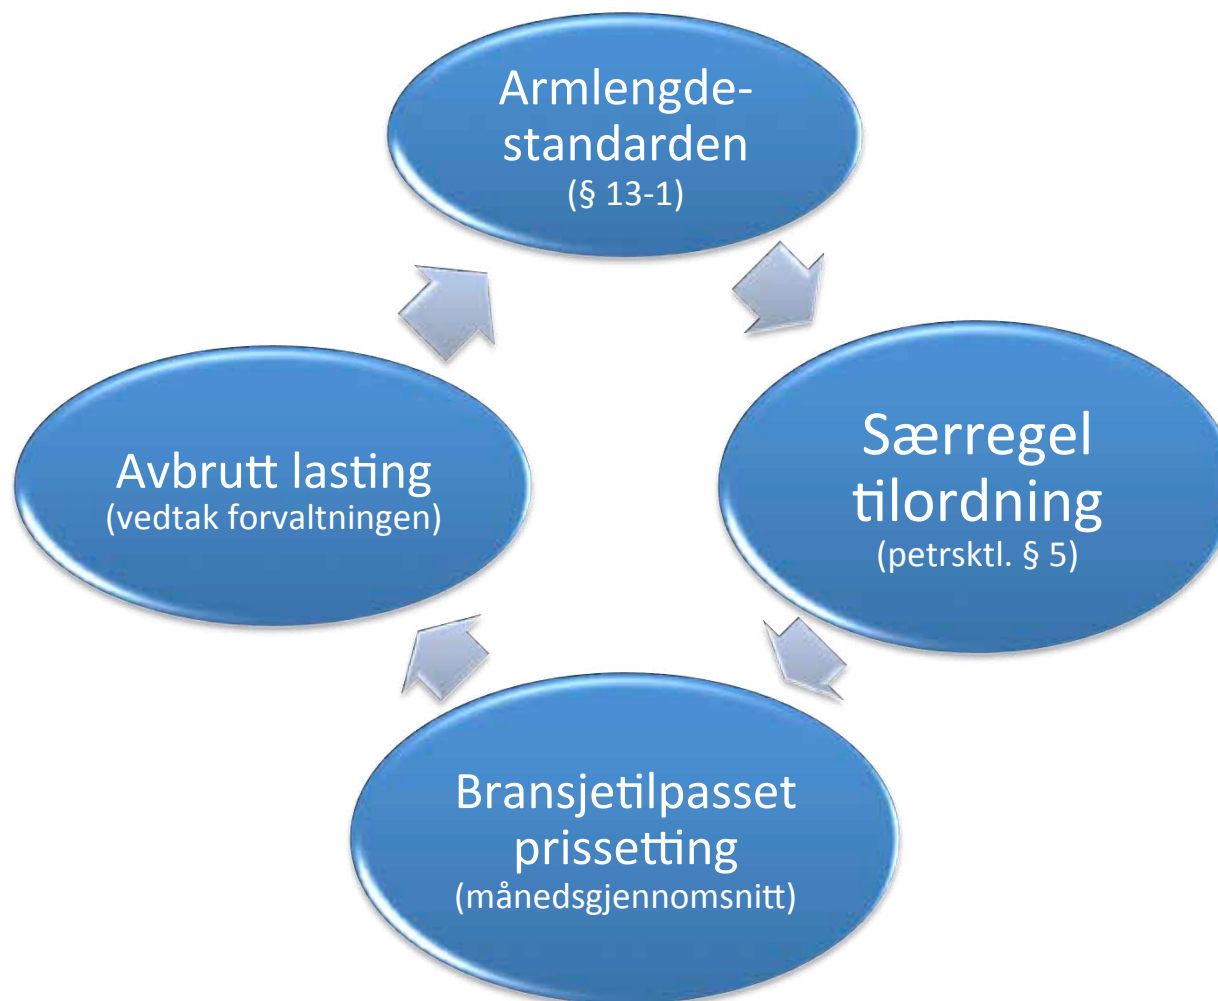 Armlengde-
standarden
(§ 13-1)
Særregel
tilordning
(petrsktl. § 5)
Bransjetilpasset
prissetting
(månedsgjennomsnitt)
Avbrutt lasting
(vedtak forvaltningen)